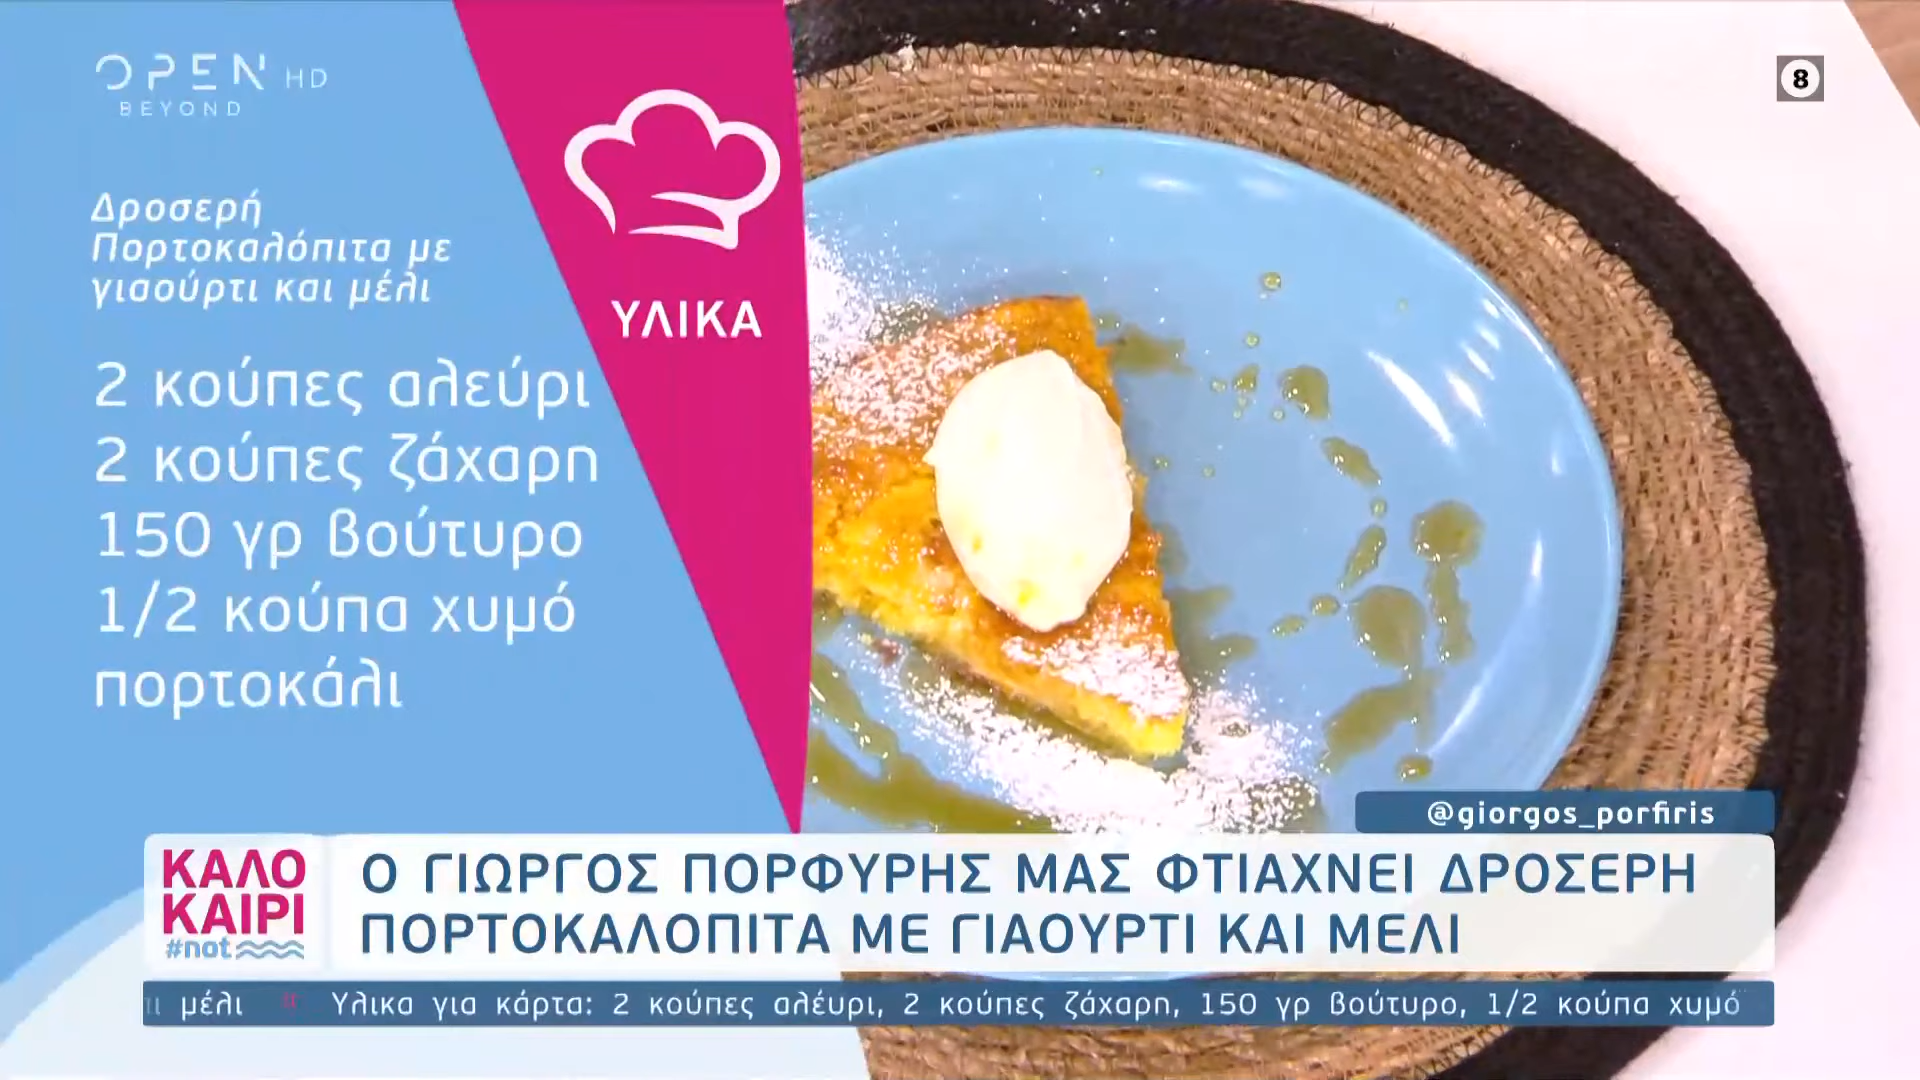 OPEN HD
BEYOND
8
Δροσερή
Πορτοκαλόπιτα με
γιαούρτι και μέλι
ΥΛΙΚΑ
2 κούπες αλεύρι
2 κούπες ζάχαρη
150 γρ βούτυρο
1/2 κούπα χυμό
πορτοκάλι
@giorgos_porfiris
ΚΑΛΟ
ΚΑΙΡΙ
#not
Ο ΓΙΩΡΓΟΣ ΠΟΡΦΥΡΗΣ ΜΑΣ ΦΤΙΑΧΝΕΙ ΔΡΟΣΕΡΗ
ΠΟΡΤΟΚΑΛΟΠΙΤΑ ΜΕ ΓΙΑΟΥΡΤΙ ΚΑΙ ΜΕΛΙ
μέλι Υλικα για κάρτα: 2 κούπες αλέυρι, 2 κούπες ζάχαρη, 150 γρ βούτυρο, 1/2 κούπα χυμό